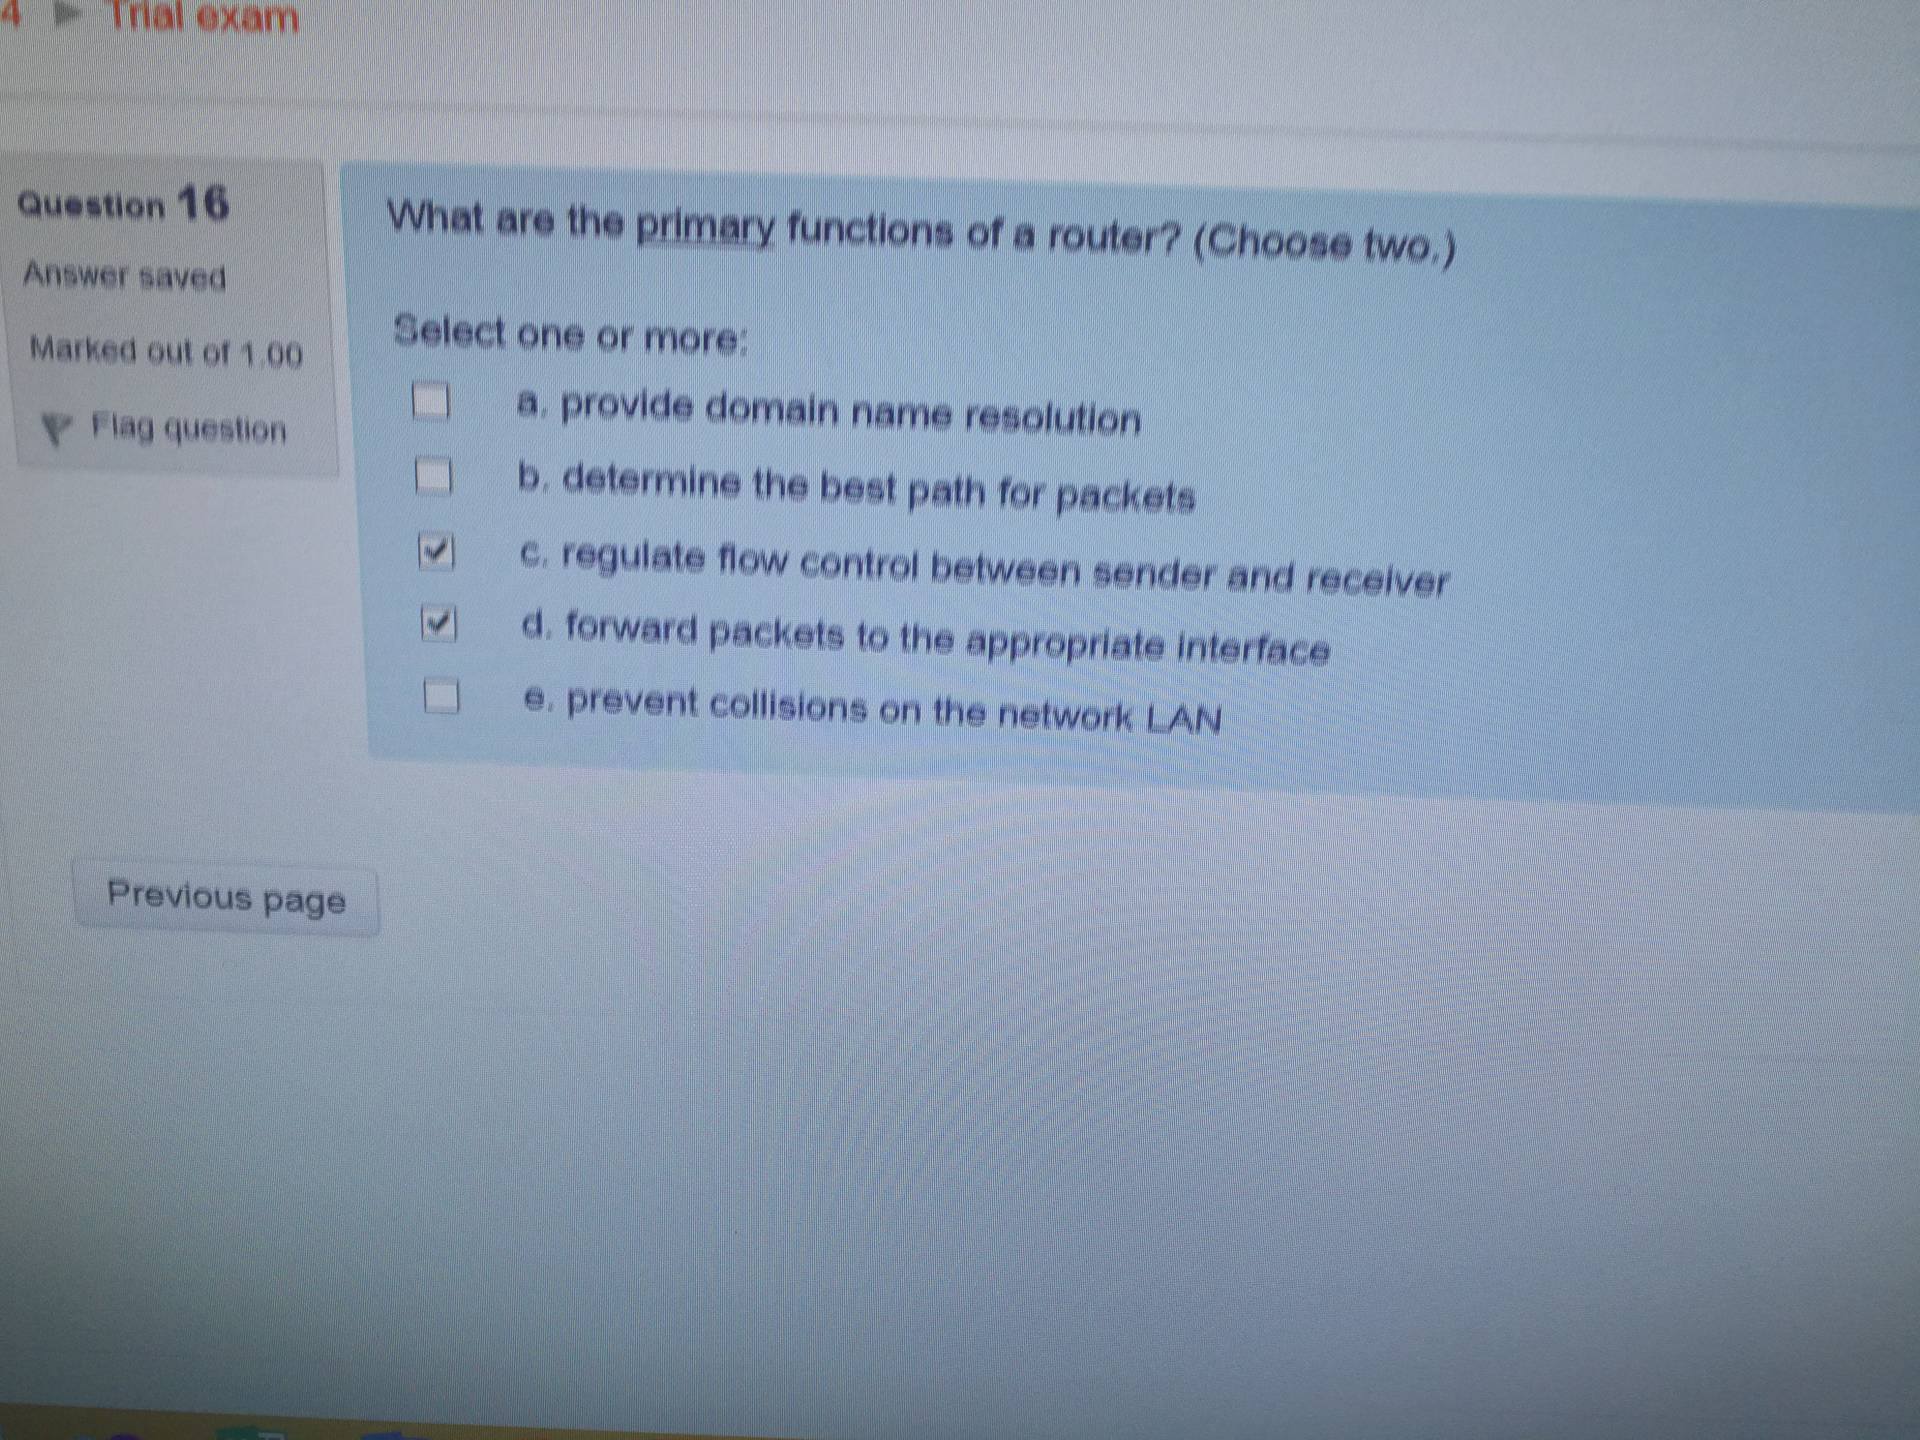 4 ► Trial exam
Question 16
Answer saved
Marked out of 1.00
Flag question
What are the primary functions of a router? (Choose two.)
Select one or more:
a. provide domain name resolution
b. determine the best path for packets
c. regulate flow control between sender and receiver
d. forward packets to the appropriate interface
e. prevent collisions on the network LAN
Previous page